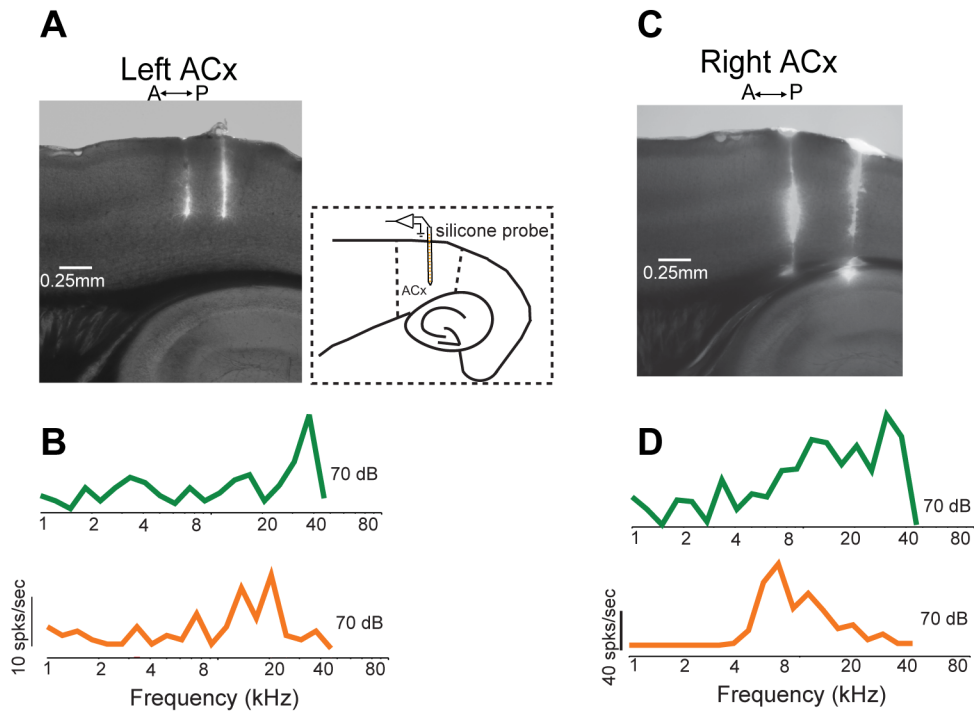 A
Left ACx
A P
0.25mm
silicone probe
ACx
C
Right ACx
A P
0.25mm
B
70 dB
1 2 4 8 20 40 80
10 spks/sec
70 dB
1 2 4 8 20 40 80
Frequency (kHz)
D
70 dB
1 2 4 8 20 40 80
40 spks/sec
70 dB
1 2 4 8 20 40 80
Frequency (kHz)